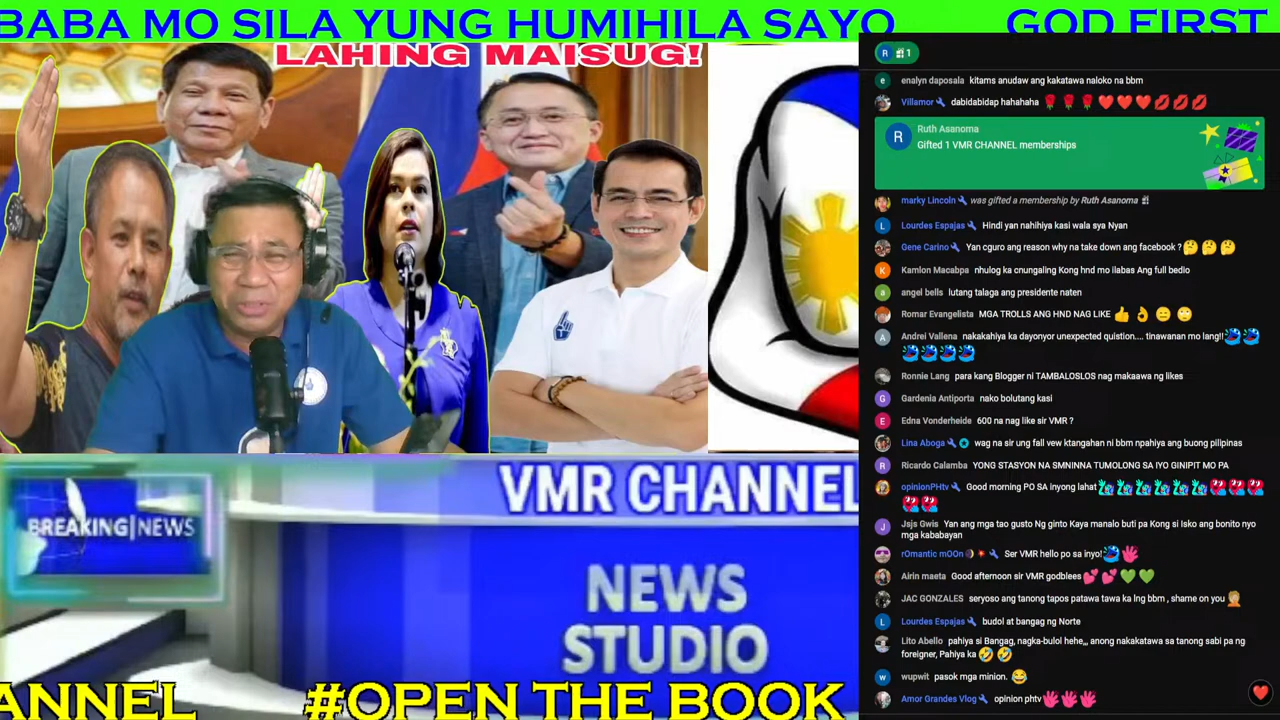 BABA MO SILA YUNG HUMIHILA SAYO GOD FIRST
LAHING MAISUG!
VMR CHANNEL
BREAKING|NEWS
NEWS
STUDIO
ANNEL #OPEN THE BOOK
R 1
enalyn daposala kitams anudaw ang kakatawa naloko na bbm
Villamor dabidabidap hahahaha 🌹🌹🌹❤️❤️❤️💋💋💋
R Ruth Asanoma
Gifted 1 VMR CHANNEL memberships
marky Lincoln was gifted a membership by Ruth Asanoma
Lourdes Espajas Hindl yan nahihiya kasi wala sya Nyan
Gene Carino Yan cguro ang reason why na take down ang facebook ? 🤔🤔🤔
Kamlon Macabpa nhulog ka cnungaling Kong hnd mo ilabas Ang full bedio
angel bells lutang talaga ang presidente naten
Romar Evangelista MGA TROLLS ANG HND NAG LIKE 👍👌😑🙄
Andrei Vallena nakakahiya ka dayonyor unexpected quistion.... tinawanan mo lang!!
Ronnie Lang para kang Blogger ni TAMBALOSLOS nag makaawg ng likes
Gardenia Antiporta nako bolutang kasi
Edna Vonderheide 600 na nag like sir VMR ?
Lina Aboga wag na sir ung fall vew ktangahan ni bbm npahiya ang buong pilipinas
Ricardo Calamba YONG STASYON NA SMNINNA TUMOLONG SA IYO GINIPIT MO PA
opinionPHtv Good morning PO SA inyong lahat
Jsjs Gwis Yan ang mga tao gusto Ng ginto Kaya manalo buti pa Kong si Isko ang bonito nyo
mga kababayan
rOmantic mOOn Ser VMR hello po sa inyo!
Airin maeta Good afternoon sir VMR godblees 💕💕💚💚
JAC GONZALES seryoso ang tanong tapos patawa tawa ka lng bbm , shame on you
Lourdes Espajas budol at bangag ng Norte
Lito Abello pahiya si Bangag, nagka-bulol hehe,,, anong nakakatawa sa tanong sabi pa ng
foreigner, Pahiya ka 🤣🤣
wupwit pasok mga minion. 😂
Amor Grandes Vlog opinion phtv